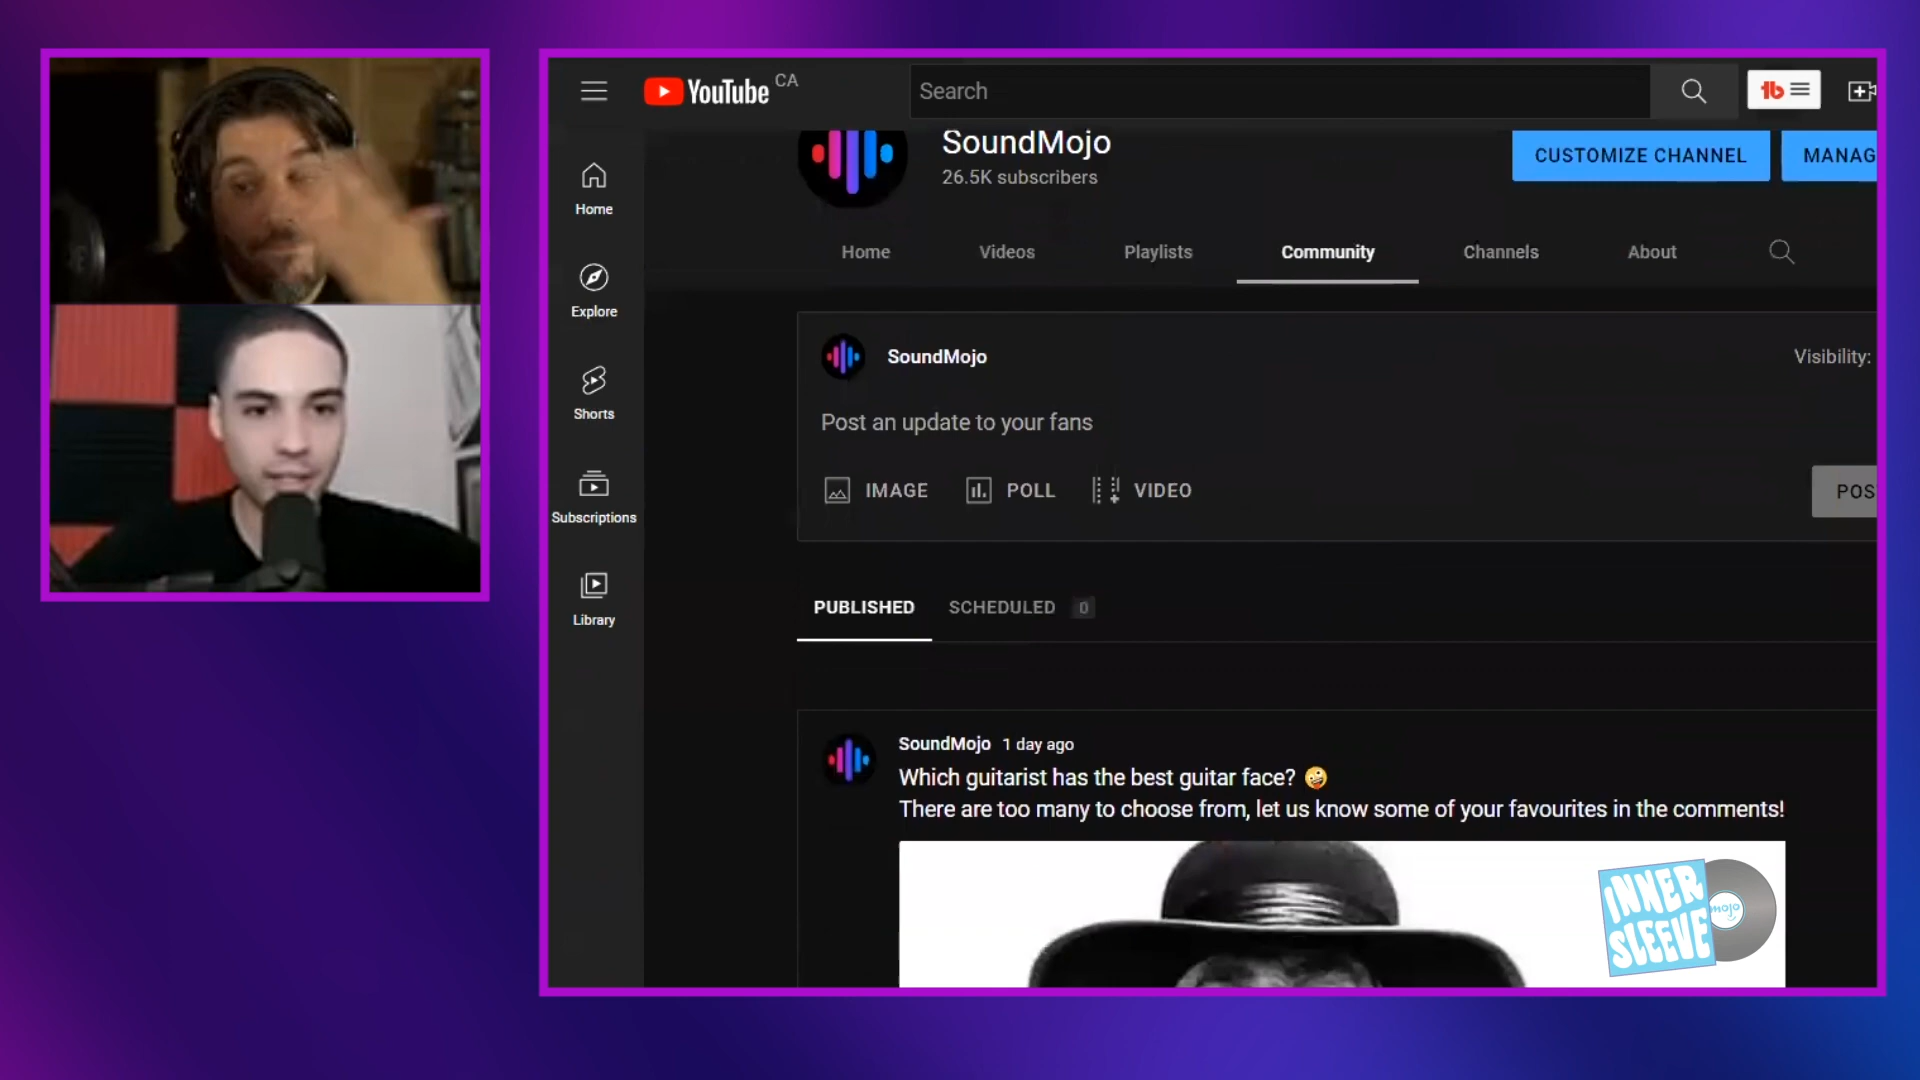 YouTube CA
Search
Home
Explore
Shorts
Subscriptions
Library
SoundMojo
26.5K subscribers
CUSTOMIZE CHANNEL
MANAG
Home
Videos
Playlists
Community
Channels
About
SoundMojo
Visibility:
Post an update to your fans
IMAGE
POLL
VIDEO
POS
PUBLISHED
SCHEDULED 0
SoundMojo 1 day ago
Which guitarist has the best guitar face? 🤪
There are too many to choose from, let us know some of your favourites in the comments!
INNER
SLEEVE
mojo